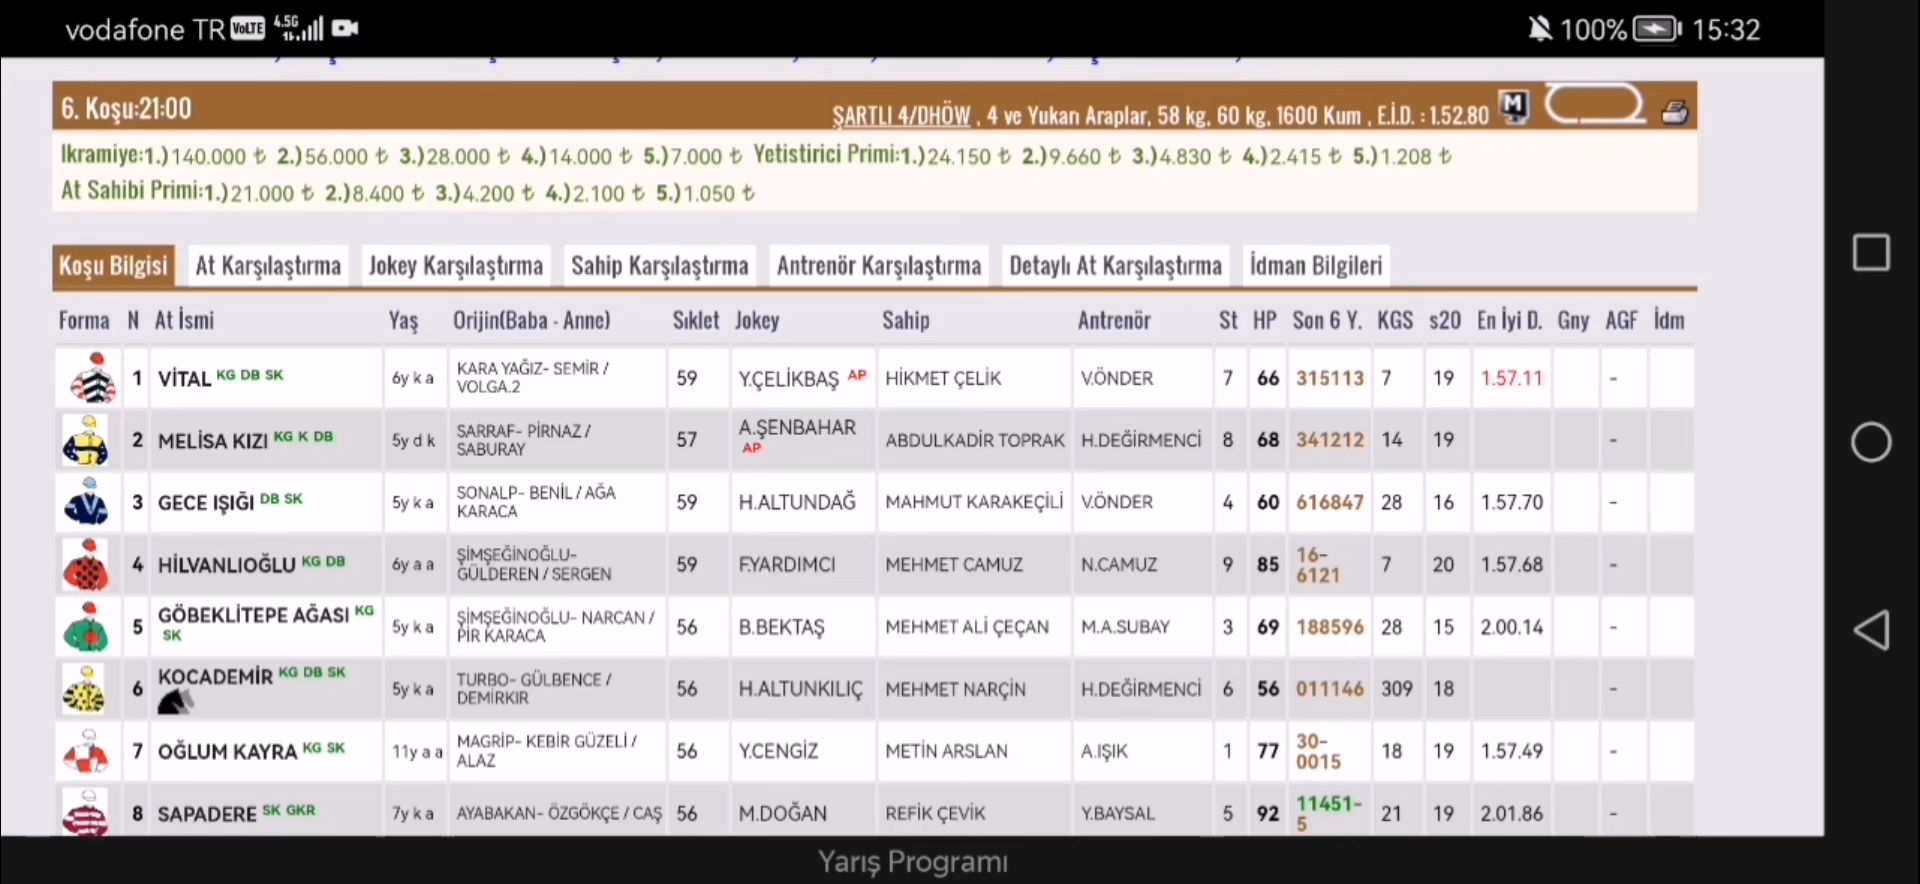 vodafone TR VoLTE 4.5G 100% 15:32
6. Koşu:21:00 ŞARTLI 4/DHÖW , 4 ve Yukarı Araplar, 58 kg, 60 kg, 1600 Kum , E.İ.D. : 1.52.80
Ikramiye:1.)140.000 ₺ 2.)56.000 ₺ 3.)28.000 ₺ 4.)14.000 ₺ 5.)7.000 ₺ Yetistirici Primi:1.)24.150 ₺ 2.)9.660 ₺ 3.)4.830 ₺ 4.)2.415 ₺ 5.)1.208 ₺
At Sahibi Primi:1.)21.000 ₺ 2.)8.400 ₺ 3.)4.200 ₺ 4.)2.100 ₺ 5.)1.050 ₺
Koşu Bilgisi At Karşılaştırma Jokey Karşılaştırma Sahip Karşılaştırma Antrenör Karşılaştırma Detaylı At Karşılaştırma İdman Bilgileri
Forma N At İsmi Yaş Orijin(Baba - Anne) Sıklet Jokey Sahip Antrenör St HP Son 6 Y. KGS s20 En İyi D. Gny AGF İdm
1 VİTAL KG DB SK 6y k a KARA YAĞIZ- SEMİR / VOLGA.2 59 Y.ÇELİKBAŞ AP HİKMET ÇELİK V.ÖNDER 7 66 315113 7 19 1.57.11 -
2 MELİSA KIZI KG K DB 5y d k SARRAF- PİRNAZ / SABURAY 57 A.ŞENBAHAR AP ABDULKADİR TOPRAK H.DEĞİRMENCİ 8 68 341212 14 19 -
3 GECE IŞIĞI DB SK 5y k a SONALP- BENİL / AĞA KARACA 59 H.ALTUNDAĞ MAHMUT KARAKEÇİLİ V.ÖNDER 4 60 616847 28 16 1.57.70 -
4 HİLVANLIOĞLU KG DB 6y a a ŞİMŞEĞİNOĞLU- GÜLDEREN / SERGEN 59 F.YARDIMCI MEHMET CAMUZ N.CAMUZ 9 85 16-6121 7 20 1.57.68 -
5 GÖBEKLİTEPE AĞASI KG SK 5y k a ŞİMŞEĞİNOĞLU- NARCAN / PIR KARACA 56 B.BEKTAŞ MEHMET ALİ ÇEÇAN M.A.SUBAY 3 69 188596 28 15 2.00.14 -
6 KOCADEMİR KG DB SK 5y k a TURBO- GÜLBENCE / DEMİRKIR 56 H.ALTUNKILIÇ MEHMET NARÇİN H.DEĞİRMENCİ 6 56 011146 309 18 -
7 OĞLUM KAYRA KG SK 11y a a MAGRİP- KEBİR GÜZELİ / ALAZ 56 Y.CENGİZ METİN ARSLAN A.IŞIK 1 77 30-0015 18 19 1.57.49 -
8 SAPADERE SK GKR 7y k a AYABAKAN- ÖZGÖKÇE / CAŞ 56 M.DOĞAN REFİK ÇEVİK Y.BAYSAL 5 92 11451-5 21 19 2.01.86 -
Yarış Programı